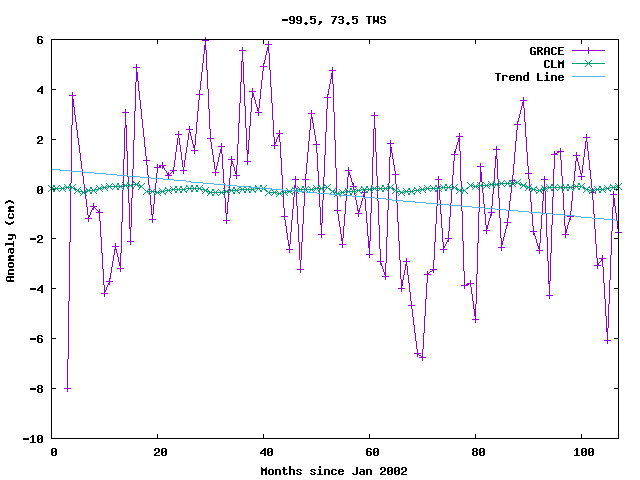 -99.5, 73.5 TWS
GRACE
CLM
Trend Line
6
4
2
0
-2
-4
-6
-8
-10
Anomaly (cm)
0 20 40 60 80 100
Months since Jan 2002